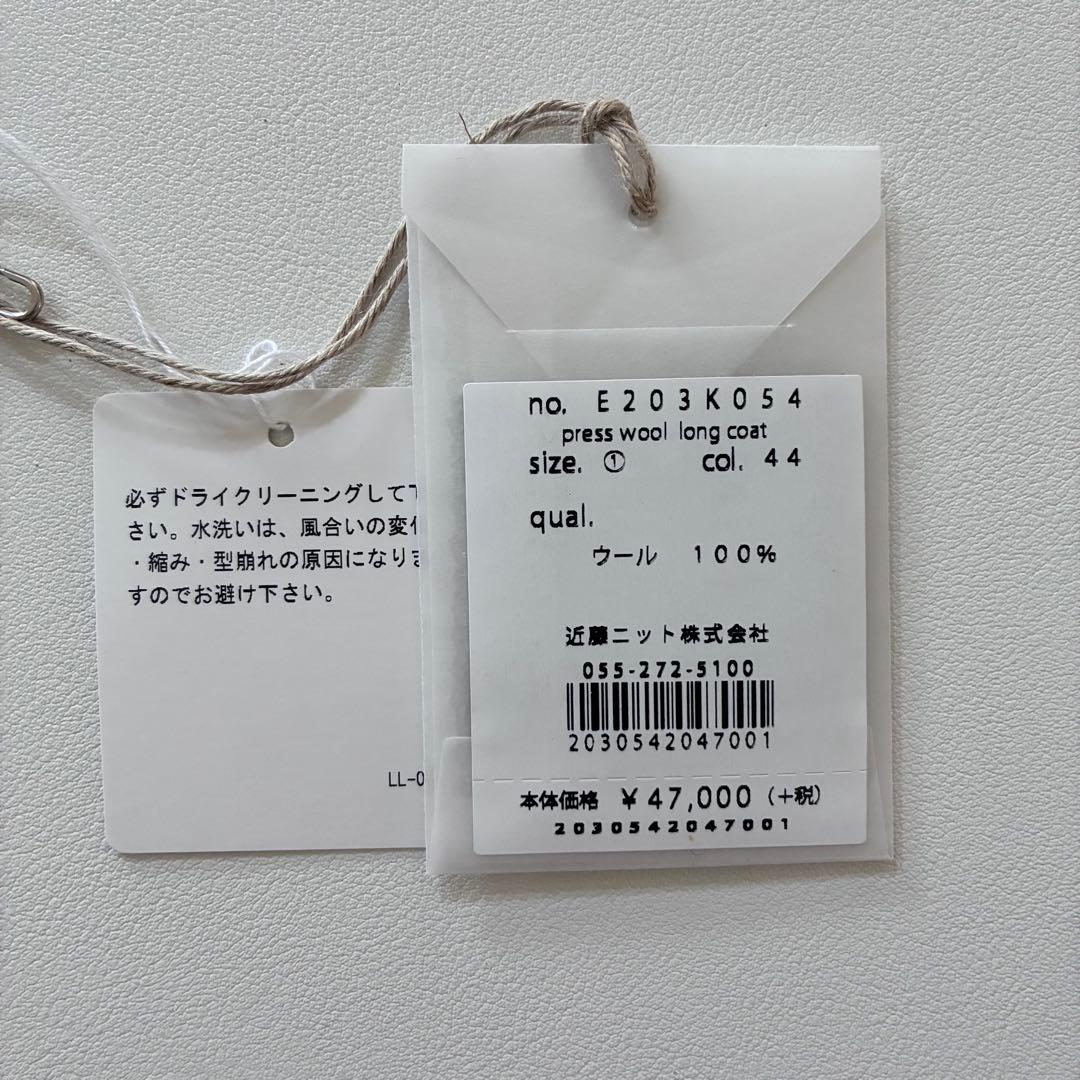 必ずドライクリーニングして下
さい。水洗いは、風合いの変化
・縮み・型崩れの原因になりま
すのでお避け下さい。
LL-0
no. E203K054
press wool long coat
size. ① col. 44
qual.
ウール 100%
近藤ニット株式会社
055-272-5100
2030542047001
本体価格 ¥47,000 (+税)
2030542047001